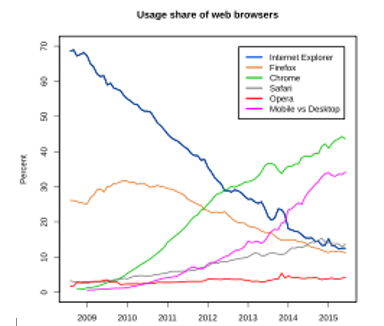 Usage share of web browsers
Percent
70
60
50
40
30
20
10
0
Internet Explorer
Firefox
Chrome
Safari
Opera
Mobile vs Desktop
2009 2010 2011 2012 2013 2014 2015